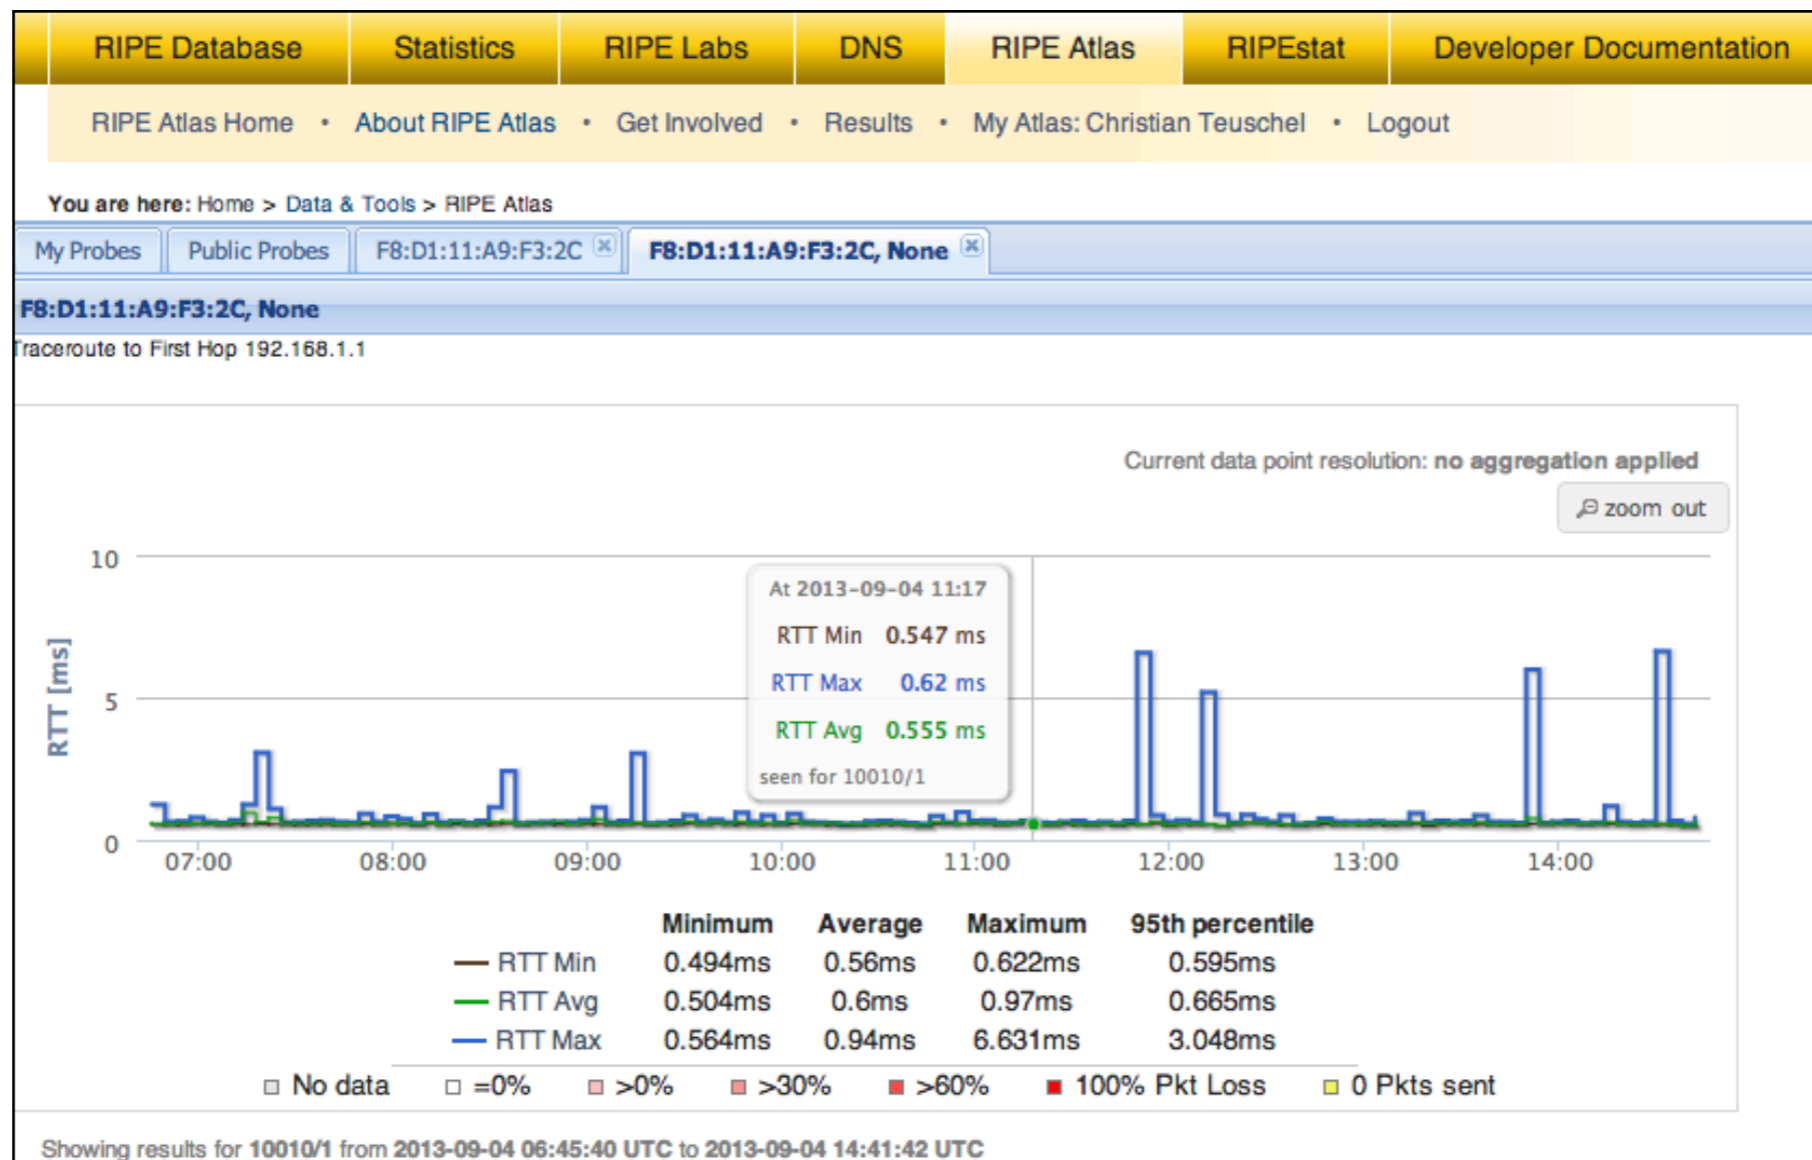 RIPE Database Statistics RIPE Labs DNS RIPE Atlas RIPEstat Developer Documentation
RIPE Atlas Home • About RIPE Atlas • Get Involved • Results • My Atlas: Christian Teuschel • Logout
You are here: Home > Data & Tools > RIPE Atlas
My Probes Public Probes F8:D1:11:A9:F3:2C F8:D1:11:A9:F3:2C, None
F8:D1:11:A9:F3:2C, None
Traceroute to First Hop 192.168.1.1
Current data point resolution: no aggregation applied
zoom out
10
5
0
RTT [ms]
At 2013-09-04 11:17
RTT Min 0.547 ms
RTT Max 0.62 ms
RTT Avg 0.555 ms
seen for 10010/1
07:00 08:00 09:00 10:00 11:00 12:00 13:00 14:00
Minimum Average Maximum 95th percentile
RTT Min 0.494ms 0.56ms 0.622ms 0.595ms
RTT Avg 0.504ms 0.6ms 0.97ms 0.665ms
RTT Max 0.564ms 0.94ms 6.631ms 3.048ms
No data =0% >0% >30% >60% 100% Pkt Loss 0 Pkts sent
Showing results for 10010/1 from 2013-09-04 06:45:40 UTC to 2013-09-04 14:41:42 UTC